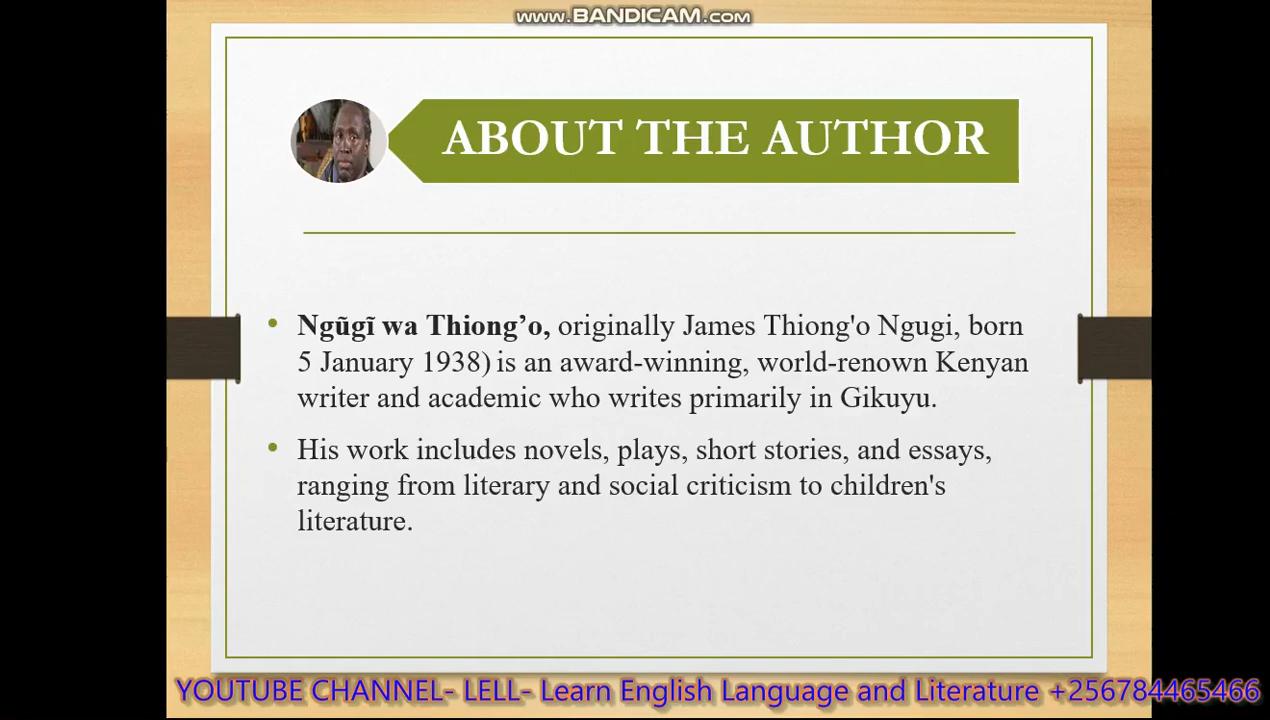 www.BANDICAM.com
ABOUT THE AUTHOR
• Ngũgĩ wa Thiong’o, originally James Thiong'o Ngugi, born
5 January 1938) is an award-winning, world-renown Kenyan
writer and academic who writes primarily in Gikuyu.
• His work includes novels, plays, short stories, and essays,
ranging from literary and social criticism to children's
literature.
YOUTUBE CHANNEL- LELL- Learn English Language and Literature +256784465466